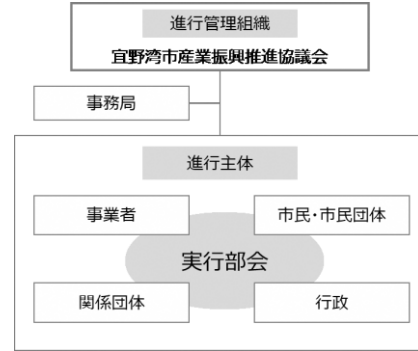 進行管理組織
宜野湾市産業振興推進協議会
事務局
進行主体
事業者
市民・市民団体
実行部会
関係団体
行政